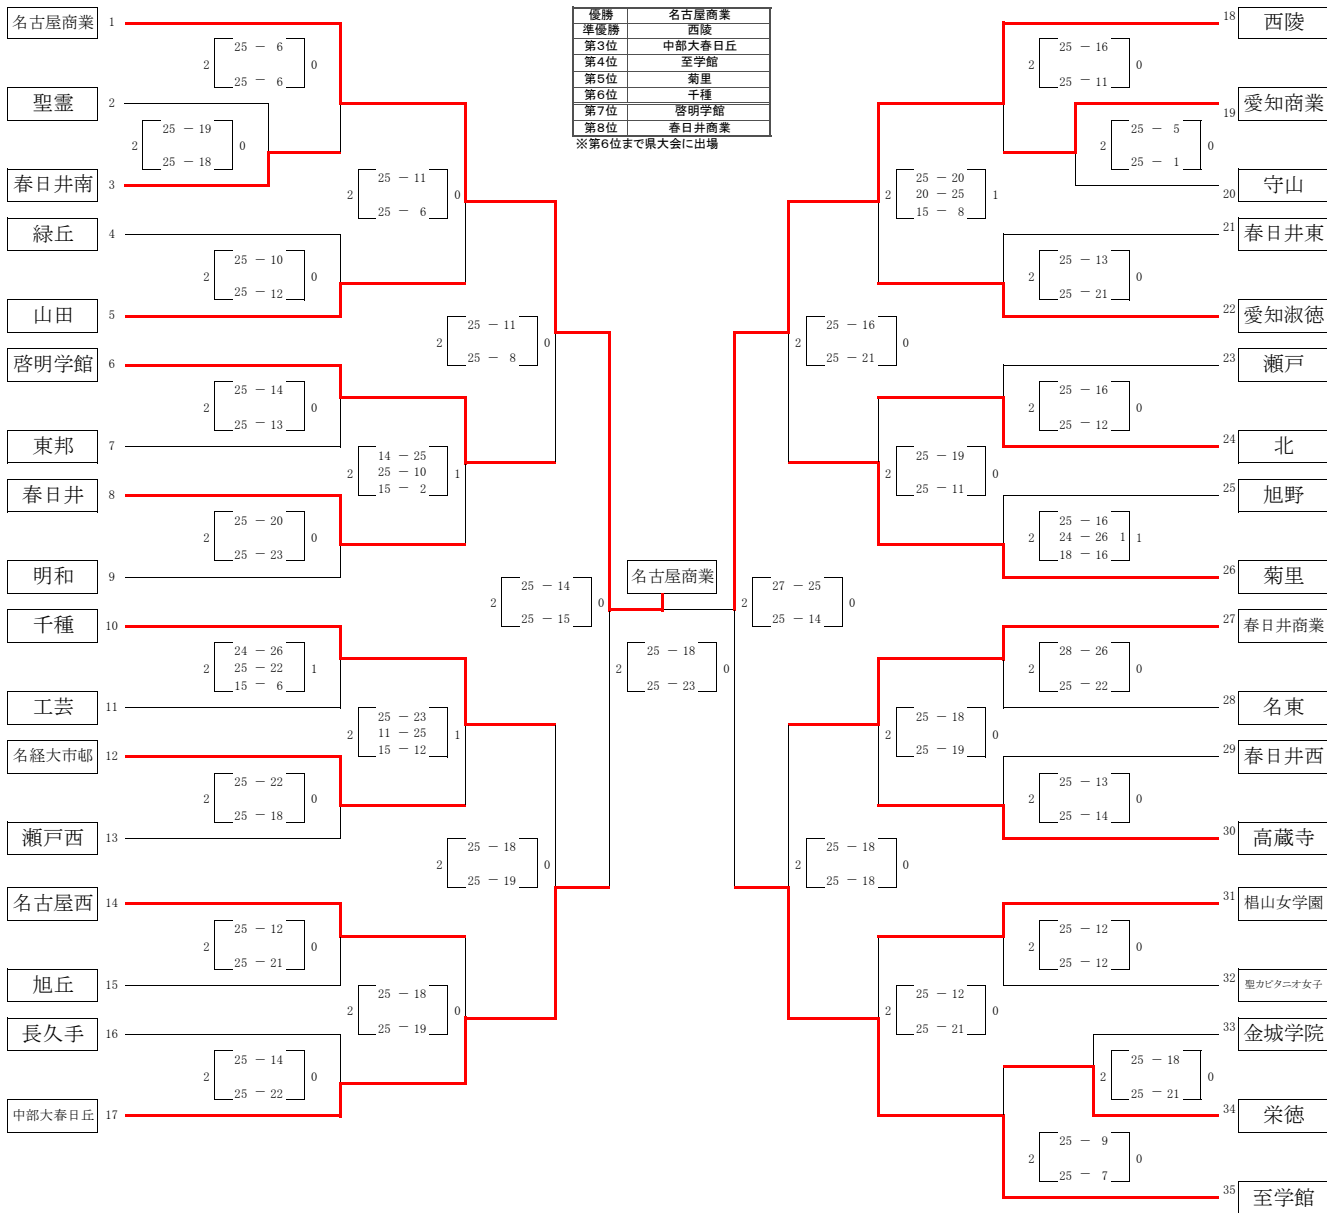 優勝 名古屋商業
準優勝 西陵
第3位 中部大春日丘
第4位 至学館
第5位 菊里
第6位 千種
第7位 啓明学館
第8位 春日井商業
※第6位まで県大会に出場
名古屋商業 1
2 25 － 6 0
25 － 6
聖霊 2
2 25 － 19 0
25 － 18
春日井南 3
2 25 － 11 0
25 － 6
緑丘 4
2 25 － 10 0
25 － 12
山田 5
2 25 － 11 0
25 － 8
啓明学館 6
2 25 － 14 0
25 － 13
東邦 7
14 － 25
2 25 － 10 1
15 － 2
春日井 8
2 25 － 20 0
25 － 23
明和 9
2 25 － 14 0
25 － 15
千種 10
24 － 26
2 25 － 22 1
15 － 6
工芸 11
25 － 23
2 11 － 25 1
15 － 12
名経大市邨 12
2 25 － 22 0
25 － 18
瀬戸西 13
2 25 － 18 0
25 － 19
名古屋西 14
2 25 － 12 0
25 － 21
旭丘 15
2 25 － 18 0
25 － 19
長久手 16
2 25 － 14 0
25 － 22
中部大春日丘 17
名古屋商業
2 25 － 18 0
25 － 23
18 西陵
2 25 － 16 0
25 － 11
19 愛知商業
2 25 － 5 0
25 － 1
20 守山
25 － 20
2 20 － 25 1
15 － 8
21 春日井東
2 25 － 13 0
25 － 21
22 愛知淑徳
2 25 － 16 0
25 － 21
23 瀬戸
2 25 － 16 0
25 － 12
24 北
2 25 － 19 0
25 － 11
25 旭野
25 － 16
2 24 － 26 1 1
18 － 16
26 菊里
2 27 － 25 0
25 － 14
27 春日井商業
2 28 － 26 0
25 － 22
28 名東
2 25 － 18 0
25 － 19
29 春日井西
2 25 － 13 0
25 － 14
30 高蔵寺
2 25 － 18 0
25 － 18
31 椙山女学園
2 25 － 12 0
25 － 12
32 聖カピタニオ女子
2 25 － 12 0
25 － 21
33 金城学院
2 25 － 18 0
25 － 21
34 栄徳
2 25 － 9 0
25 － 7
35 至学館